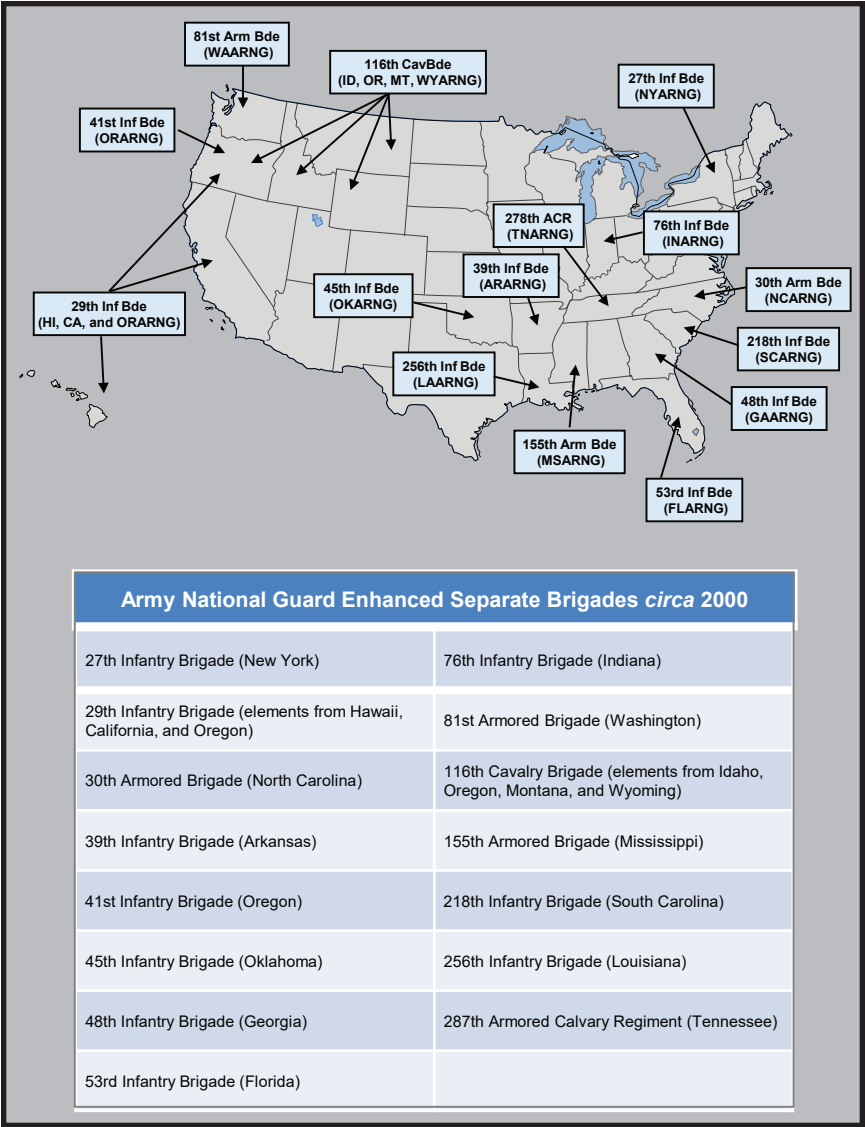 81st Arm Bde
(WAARNG)
116th CavBde
(ID, OR, MT, WYARNG)
27th Inf Bde
(NYARNG)
41st Inf Bde
(ORARNG)
278th ACR
(TNARNG)
76th Inf Bde
(INARNG)
39th Inf Bde
(ARARNG)
45th Inf Bde
(OKARNG)
30th Arm Bde
(NCARNG)
29th Inf Bde
(HI, CA, and ORARNG)
218th Inf Bde
(SCARNG)
256th Inf Bde
(LAARNG)
48th Inf Bde
(GAARNG)
155th Arm Bde
(MSARNG)
53rd Inf Bde
(FLARNG)
Army National Guard Enhanced Separate Brigades circa 2000
27th Infantry Brigade (New York)
76th Infantry Brigade (Indiana)
29th Infantry Brigade (elements from Hawaii,
California, and Oregon)
81st Armored Brigade (Washington)
30th Armored Brigade (North Carolina)
116th Cavalry Brigade (elements from Idaho,
Oregon, Montana, and Wyoming)
39th Infantry Brigade (Arkansas)
155th Armored Brigade (Mississippi)
41st Infantry Brigade (Oregon)
218th Infantry Brigade (South Carolina)
45th Infantry Brigade (Oklahoma)
256th Infantry Brigade (Louisiana)
48th Infantry Brigade (Georgia)
287th Armored Calvary Regiment (Tennessee)
53rd Infantry Brigade (Florida)